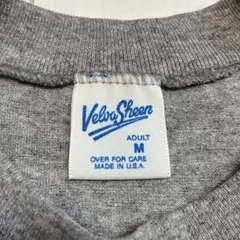 Velva Sheen
ADULT
M
OVER FOR CARE
MADE IN U.S.A.